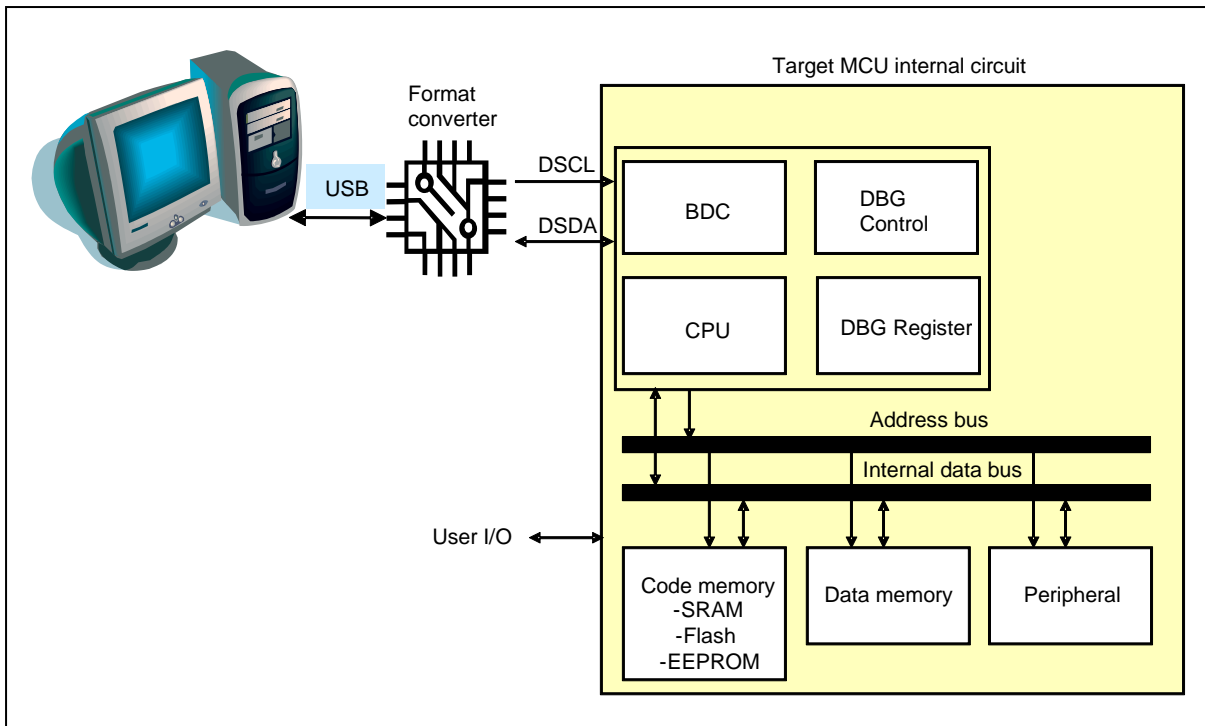 Target MCU internal circuit
Format
converter
USB
DSCL
DSDA
BDC
DBG
Control
CPU
DBG Register
Address bus
Internal data bus
User I/O
Code memory
-SRAM
-Flash
-EEPROM
Data memory
Peripheral